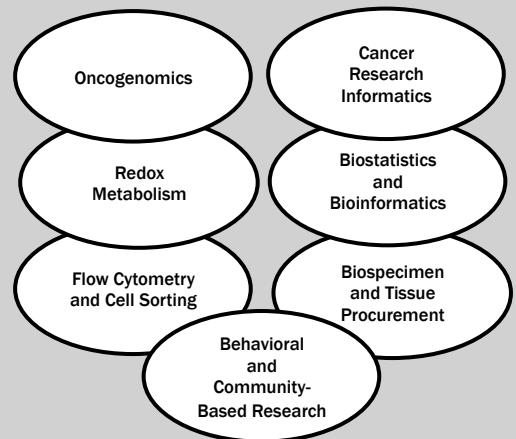 Oncogenomics
Cancer
Research
Informatics
Redox
Metabolism
Biostatistics
and
Bioinformatics
Flow Cytometry
and Cell Sorting
Biospecimen
and Tissue
Procurement
Behavioral
and
Community-
Based Research